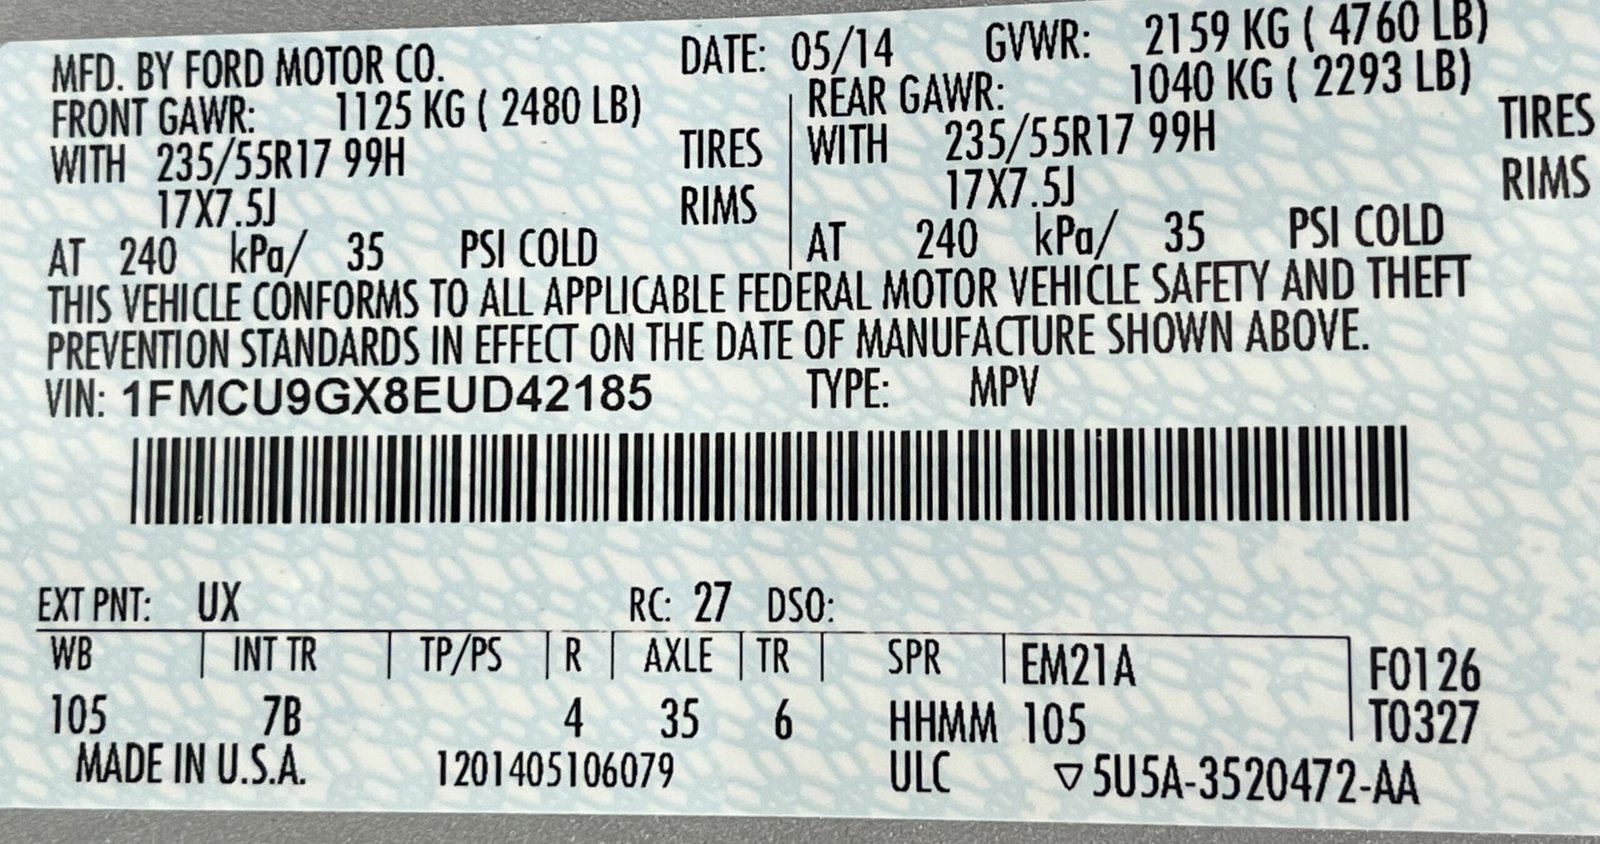 MFD. BY FORD MOTOR CO. DATE: 05/14 GVWR: 2159 KG ( 4760 LB)
FRONT GAWR: 1125 KG ( 2480 LB) REAR GAWR: 1040 KG ( 2293 LB)
WITH 235/55R17 99H TIRES WITH 235/55R17 99H TIRES
17X7.5J RIMS 17X7.5J RIMS
AT 240 kPa/ 35 PSI COLD AT 240 kPa/ 35 PSI COLD
THIS VEHICLE CONFORMS TO ALL APPLICABLE FEDERAL MOTOR VEHICLE SAFETY AND THEFT
PREVENTION STANDARDS IN EFFECT ON THE DATE OF MANUFACTURE SHOWN ABOVE.
VIN: 1FMCU9GX8EUD42185 TYPE: MPV
EXT PNT: UX RC: 27 DSO:
WB INT TR TP/PS R AXLE TR SPR EM21A F0126
105 7B 4 35 6 HHMM 105 T0327
MADE IN U.S.A. 1201405106079 ULC ▽5U5A-3520472-AA